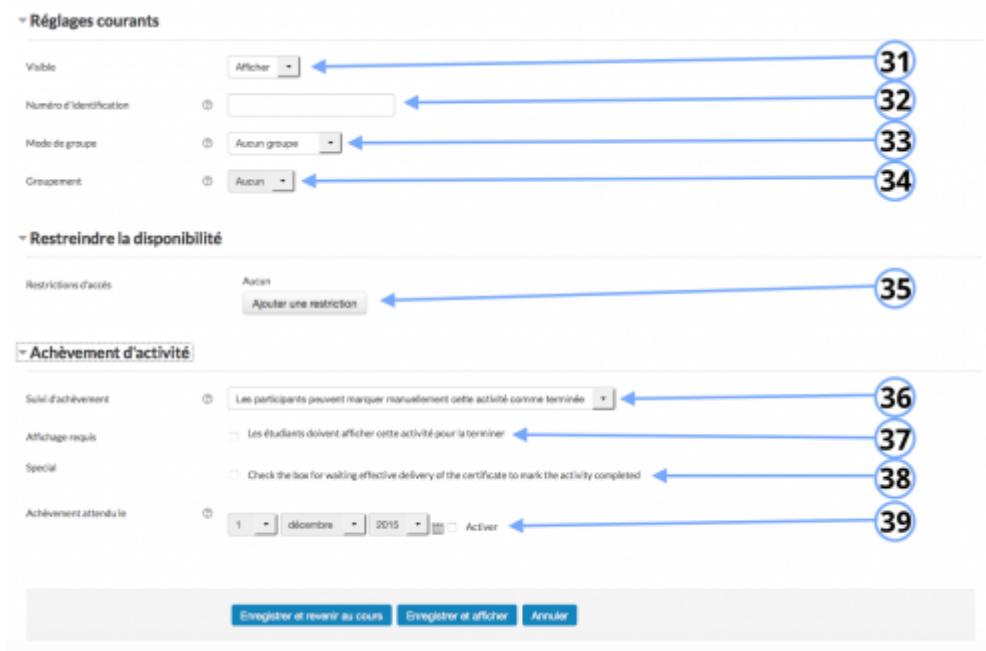 Réglages courants
Visible Afficher 31
Numéro d'identification 32
Mode de groupe Aucun groupe 33
Groupement Aucun 34
Restreindre la disponibilité
Restrictions d'accès Aucun
Ajouter une restriction 35
Achèvement d'activité
Suivi d'achèvement Les participants peuvent marquer manuellement cette activité comme terminée 36
Affichage requis Les étudiants doivent afficher cette activité pour la terminer 37
Special Check the box for waiting effective delivery of the certificate to mark the activity completed 38
Achèvement attendu le 1 décembre 2015 Activer 39
Enregistrer et revenir au cours Enregistrer et afficher Annuler